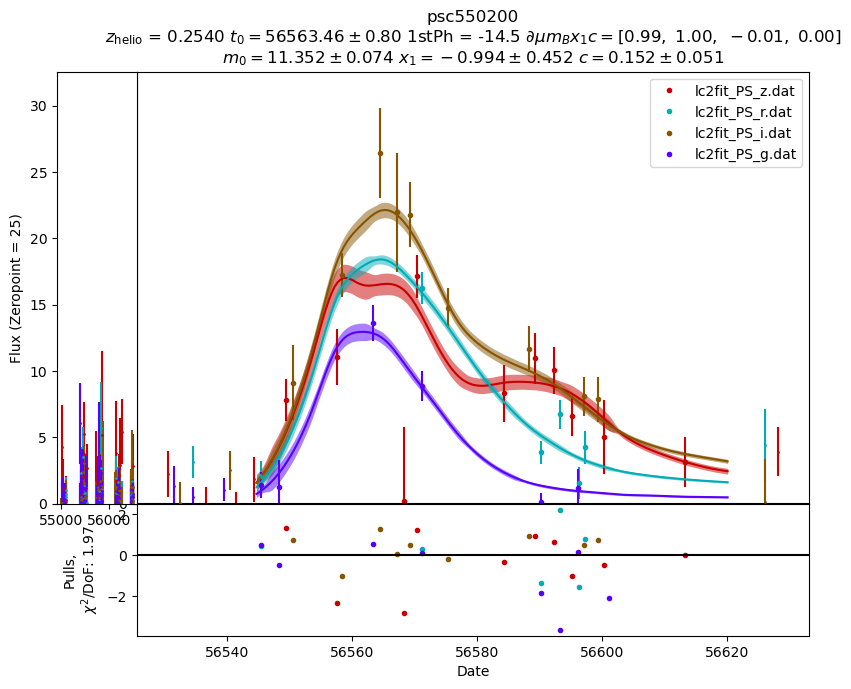 psc550200
z_helio = 0.2540 t_0 = 56563.46 ± 0.80 1stPh = -14.5 ∂μm_Bx_1c = [0.99, 1.00, −0.01, 0.00]
m_0 = 11.352 ± 0.074 x_1 = −0.994 ± 0.452 c = 0.152 ± 0.051
lc2fit_PS_z.dat
lc2fit_PS_r.dat
lc2fit_PS_i.dat
lc2fit_PS_g.dat
Flux (Zeropoint = 25)
30
25
20
15
10
5
0
55000 56000
Pulls,
χ²/DoF: 1.97
2
0
−2
56540 56560 56580 56600 56620
Date